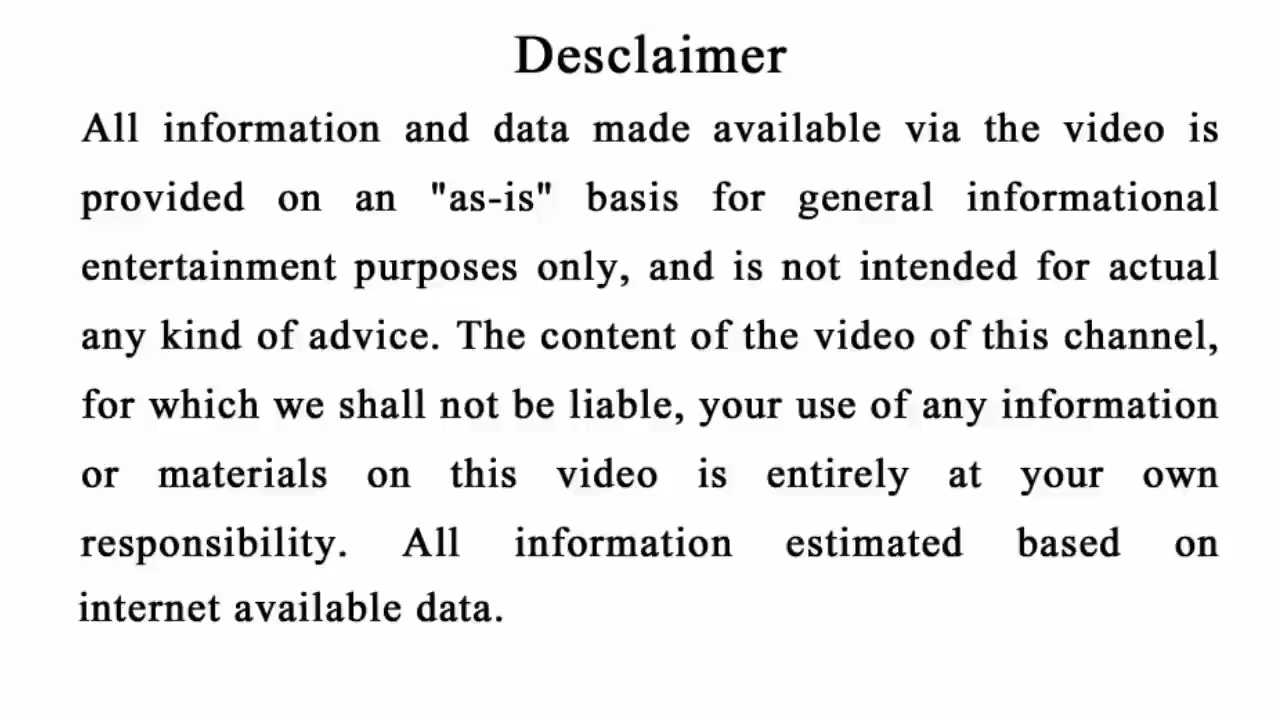 Desclaimer
All information and data made available via the video is
provided on an "as-is" basis for general informational
entertainment purposes only, and is not intended for actual
any kind of advice. The content of the video of this channel,
for which we shall not be liable, your use of any information
or materials on this video is entirely at your own
responsibility. All information estimated based on
internet available data.